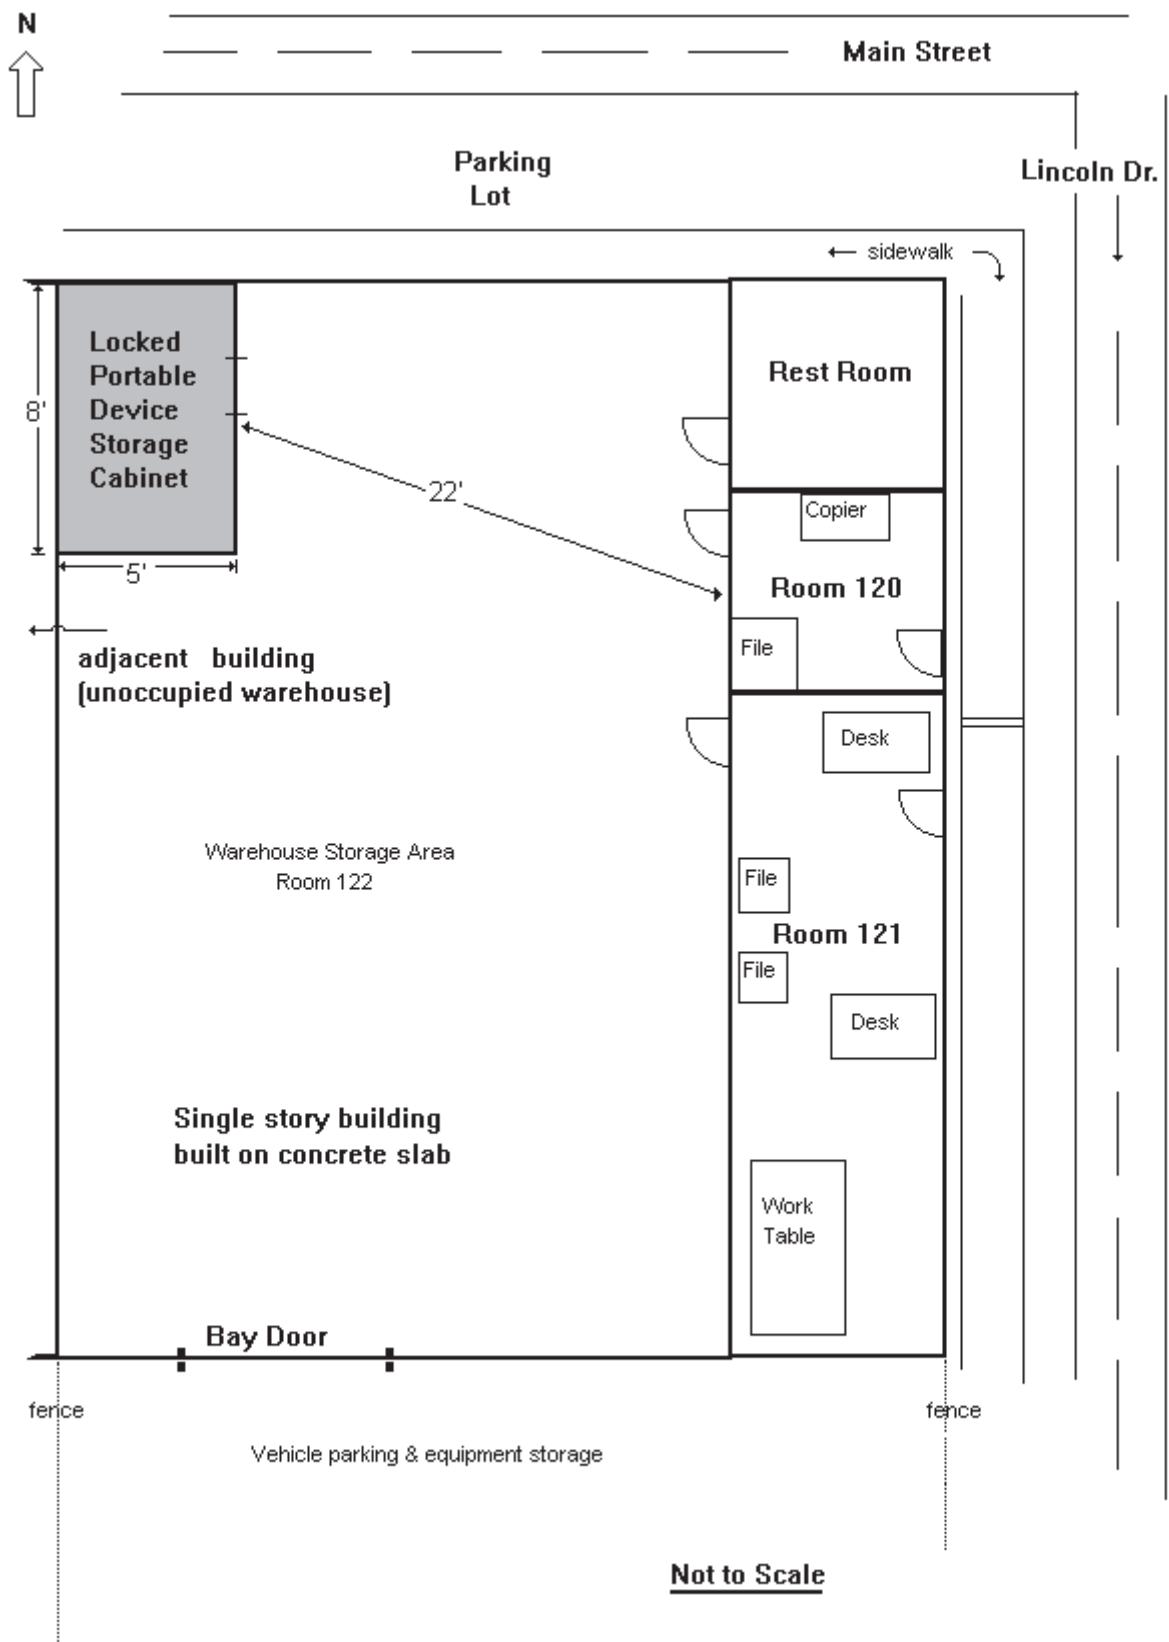 N
Main Street
Parking
Lot
Lincoln Dr.
sidewalk
Locked
Portable
Device
Storage
Cabinet
8'
5'
22'
Rest Room
Copier
Room 120
File
adjacent building
(unoccupied warehouse)
Desk
Warehouse Storage Area
Room 122
File
Room 121
File
Desk
Single story building
built on concrete slab
Work
Table
Bay Door
fence
fence
Vehicle parking & equipment storage
Not to Scale